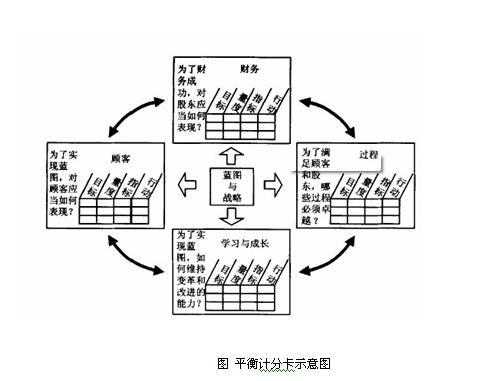 财务
为了财
务成
功，对
股东应
当如何
表现？
目标
量度
指标
行动
顾客
为了实
现蓝
图，对
顾客应
当如何
表现？
目标
量度
指标
行动
蓝图
与
战略
过程
为了满
足顾客
和股
东，哪
些过程
必须卓
越？
目标
量度
指标
行动
学习与成长
为了实
现蓝
图，如
何维持
变革和
改进的
能力？
目标
量度
指标
行动
图 平衡计分卡示意图